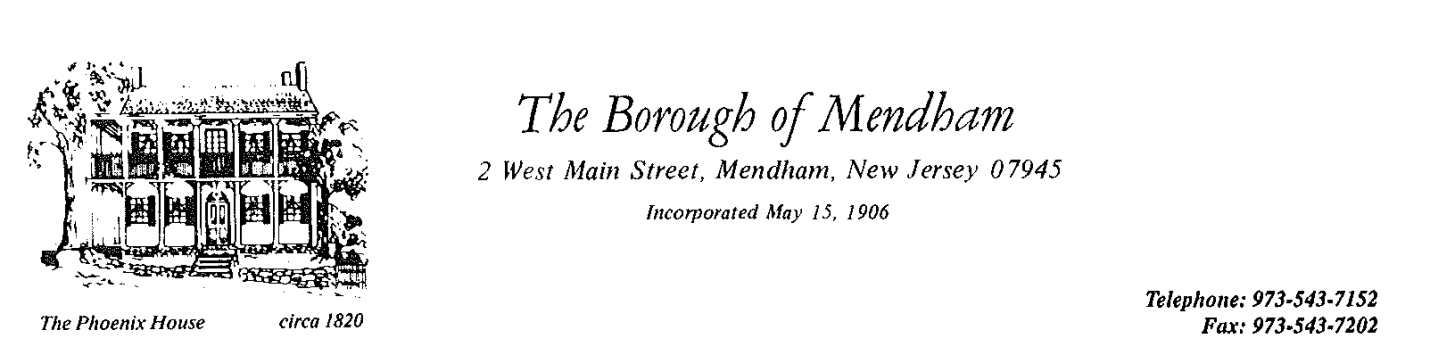 The Borough of Mendham
2 West Main Street, Mendham, New Jersey 07945
Incorporated May 15, 1906
Telephone: 973-543-7152
Fax: 973-543-7202
The Phoenix House circa 1820